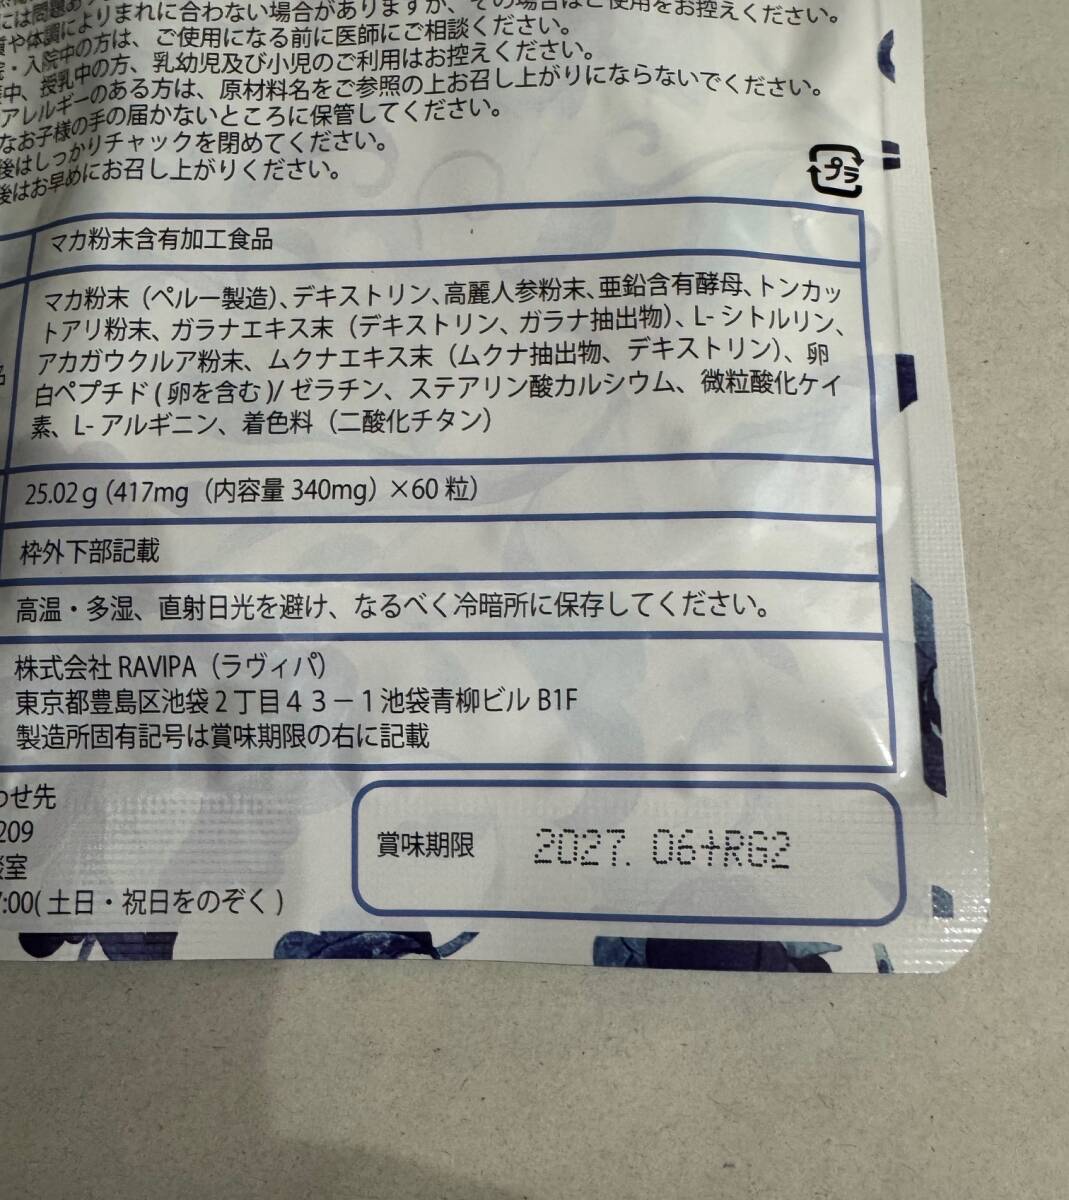 には問題あ
によりまれに合わない場合がありますが、その場合はご使用をお控えください。
質や体調
院・入院中の方は、ご使用になる前に医師にご相談ください。
中、授乳中の方、乳幼児及び小児のご利用はお控えください。
アレルギーのある方は、原材料名をご参照の上お召し上がりにならないでください。
なお子様の手の届かないところに保管してください。
後はしっかりチャックを閉めてください。
後はお早めにお召し上がりください。
プラ
マカ粉末含有加工食品
マカ粉末（ペルー製造）、デキストリン、高麗人参粉末、亜鉛含有酵母、トンカッ
トアリ粉末、ガラナエキス末（デキストリン、ガラナ抽出物）、L-シトルリン、
アカガウクルア粉末、ムクナエキス末（ムクナ抽出物、デキストリン）、卵
名
白ペプチド(卵を含む)/ゼラチン、ステアリン酸カルシウム、微粒酸化ケイ
素、L-アルギニン、着色料（二酸化チタン）
25.02g（417mg（内容量340mg）×60粒）
枠外下部記載
高温・多湿、直射日光を避け、なるべく冷暗所に保存してください。
株式会社RAVIPA（ラヴィパ）
東京都豊島区池袋2丁目43－1池袋青柳ビルB1F
製造所固有記号は賞味期限の右に記載
わせ先
209
談室
7:00(土日・祝日をのぞく)
賞味期限 2027. 06+RG2